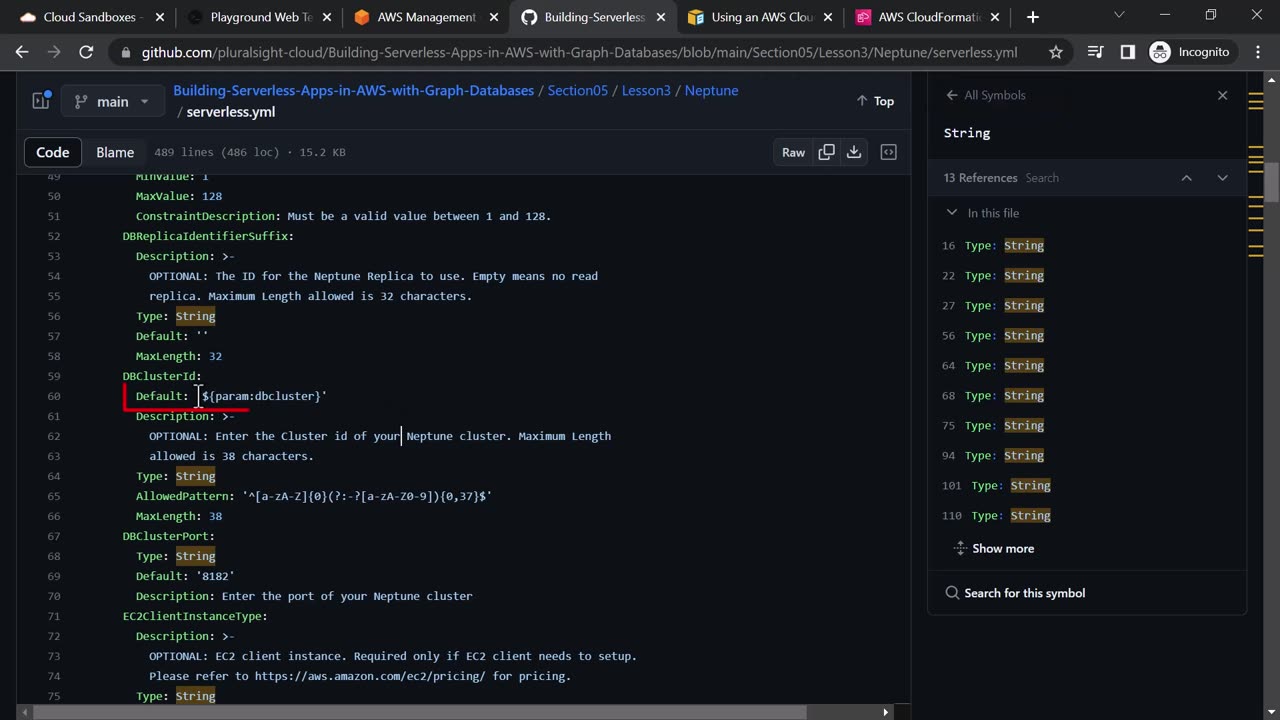 Cloud Sandboxes -
Playground Web Te
AWS Management
Building-Serverless
Using an AWS Clou
AWS CloudFormati
github.com/pluralsight-cloud/Building-Serverless-Apps-in-AWS-with-Graph-Databases/blob/main/Section05/Lesson3/Neptune/serverless.yml
Incognito
main
Building-Serverless-Apps-in-AWS-with-Graph-Databases / Section05 / Lesson3 / Neptune
/ serverless.yml
Top
Code
Blame
489 lines (486 loc) · 15.2 KB
Raw
49 MinValue: 1
50 MaxValue: 128
51 ConstraintDescription: Must be a valid value between 1 and 128.
52 DBReplicaIdentifierSuffix:
53 Description: >-
54 OPTIONAL: The ID for the Neptune Replica to use. Empty means no read
55 replica. Maximum Length allowed is 32 characters.
56 Type: String
57 Default: ''
58 MaxLength: 32
59 DBClusterId:
60 Default: '${param:dbcluster}'
61 Description: >-
62 OPTIONAL: Enter the Cluster id of your Neptune cluster. Maximum Length
63 allowed is 38 characters.
64 Type: String
65 AllowedPattern: '^[a-zA-Z]{0}(?:-?[a-zA-Z0-9]){0,37}$'
66 MaxLength: 38
67 DBClusterPort:
68 Type: String
69 Default: '8182'
70 Description: Enter the port of your Neptune cluster
71 EC2ClientInstanceType:
72 Description: >-
73 OPTIONAL: EC2 client instance. Required only if EC2 client needs to setup.
74 Please refer to https://aws.amazon.com/ec2/pricing/ for pricing.
75 Type: String
All Symbols
String
13 References Search
In this file
16 Type: String
22 Type: String
27 Type: String
56 Type: String
64 Type: String
68 Type: String
75 Type: String
94 Type: String
101 Type: String
110 Type: String
Show more
Search for this symbol